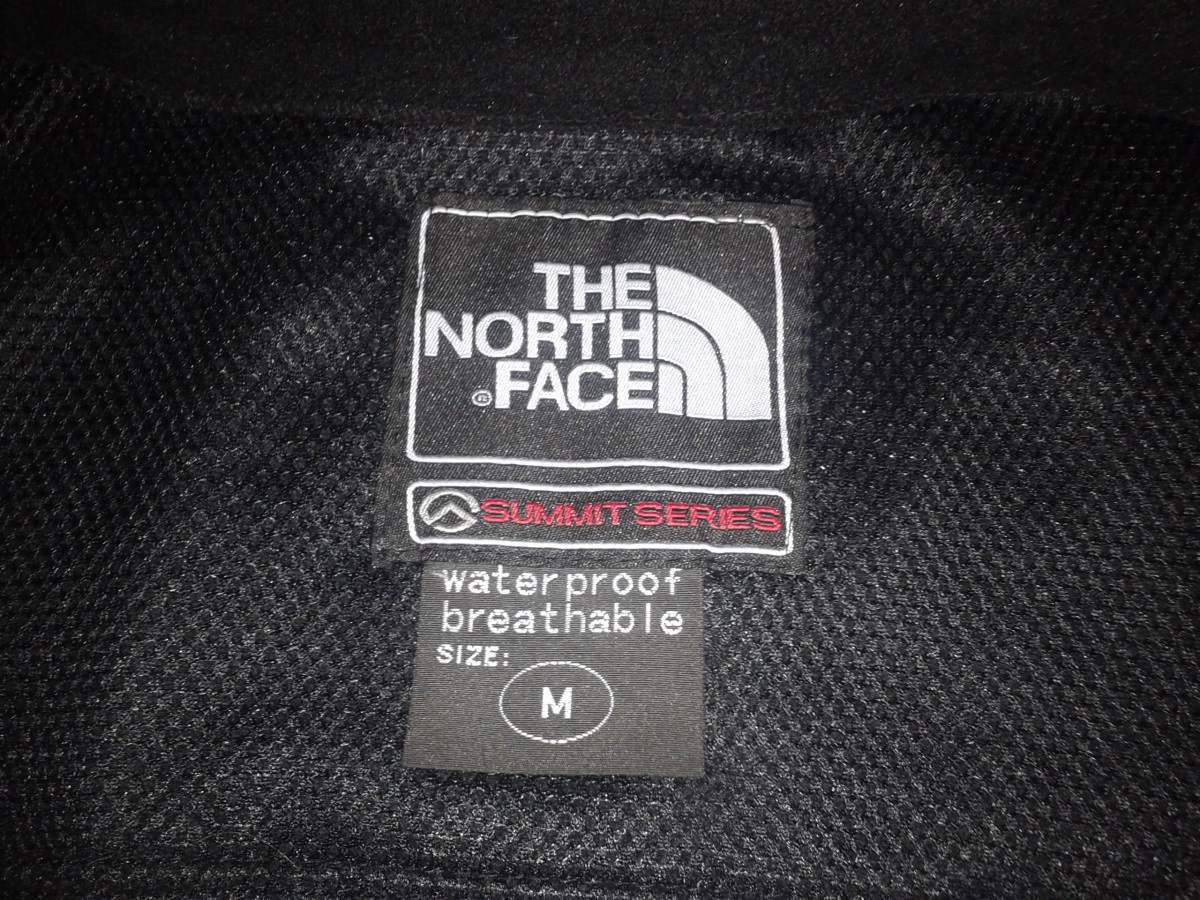 THE
NORTH
®FACE
SUMMIT SERIES
waterproof
breathable
SIZE:
M